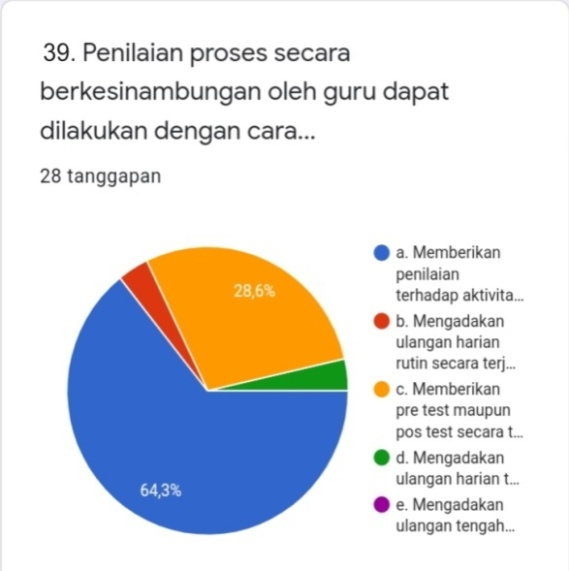 39. Penilaian proses secara
berkesinambungan oleh guru dapat
dilakukan dengan cara...
28 tanggapan
28,6%
64,3%
a. Memberikan
penilaian
terhadap aktivita...
b. Mengadakan
ulangan harian
rutin secara terj...
c. Memberikan
pre test maupun
pos test secara t...
d. Mengadakan
ulangan harian t...
e. Mengadakan
ulangan tengah...